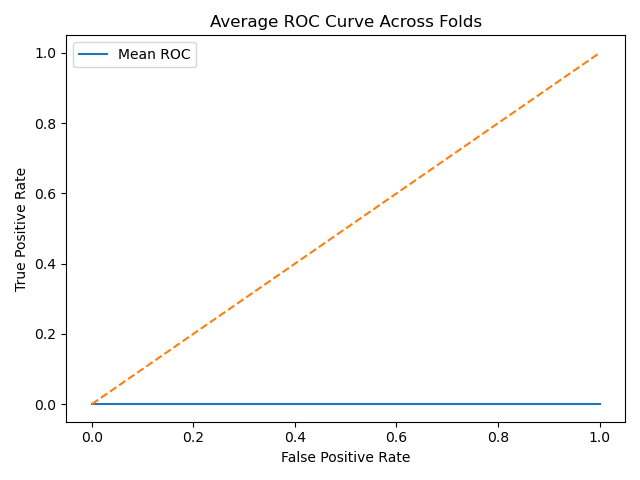 Average ROC Curve Across Folds
Mean ROC
1.0
0.8
0.6
0.4
0.2
0.0
True Positive Rate
0.0 0.2 0.4 0.6 0.8 1.0
False Positive Rate